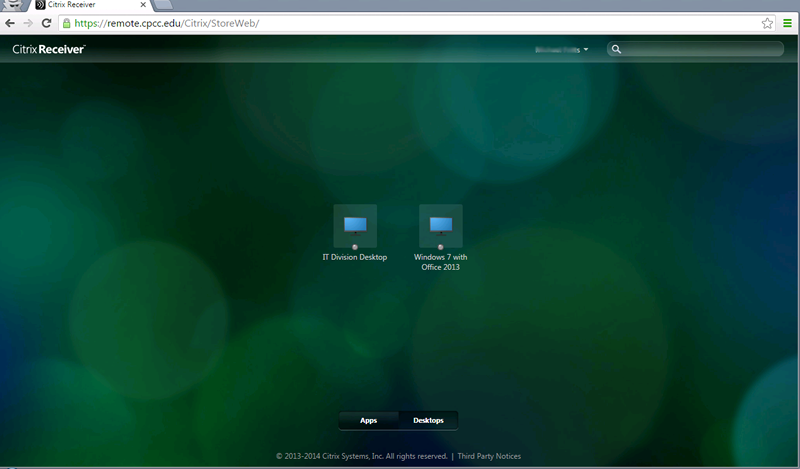 Citrix Receiver
https://remote.cpcc.edu/Citrix/StoreWeb/
Citrix Receiver
IT Division Desktop
Windows 7 with
Office 2013
Apps
Desktops
© 2013-2014 Citrix Systems, Inc. All rights reserved. | Third Party Notices